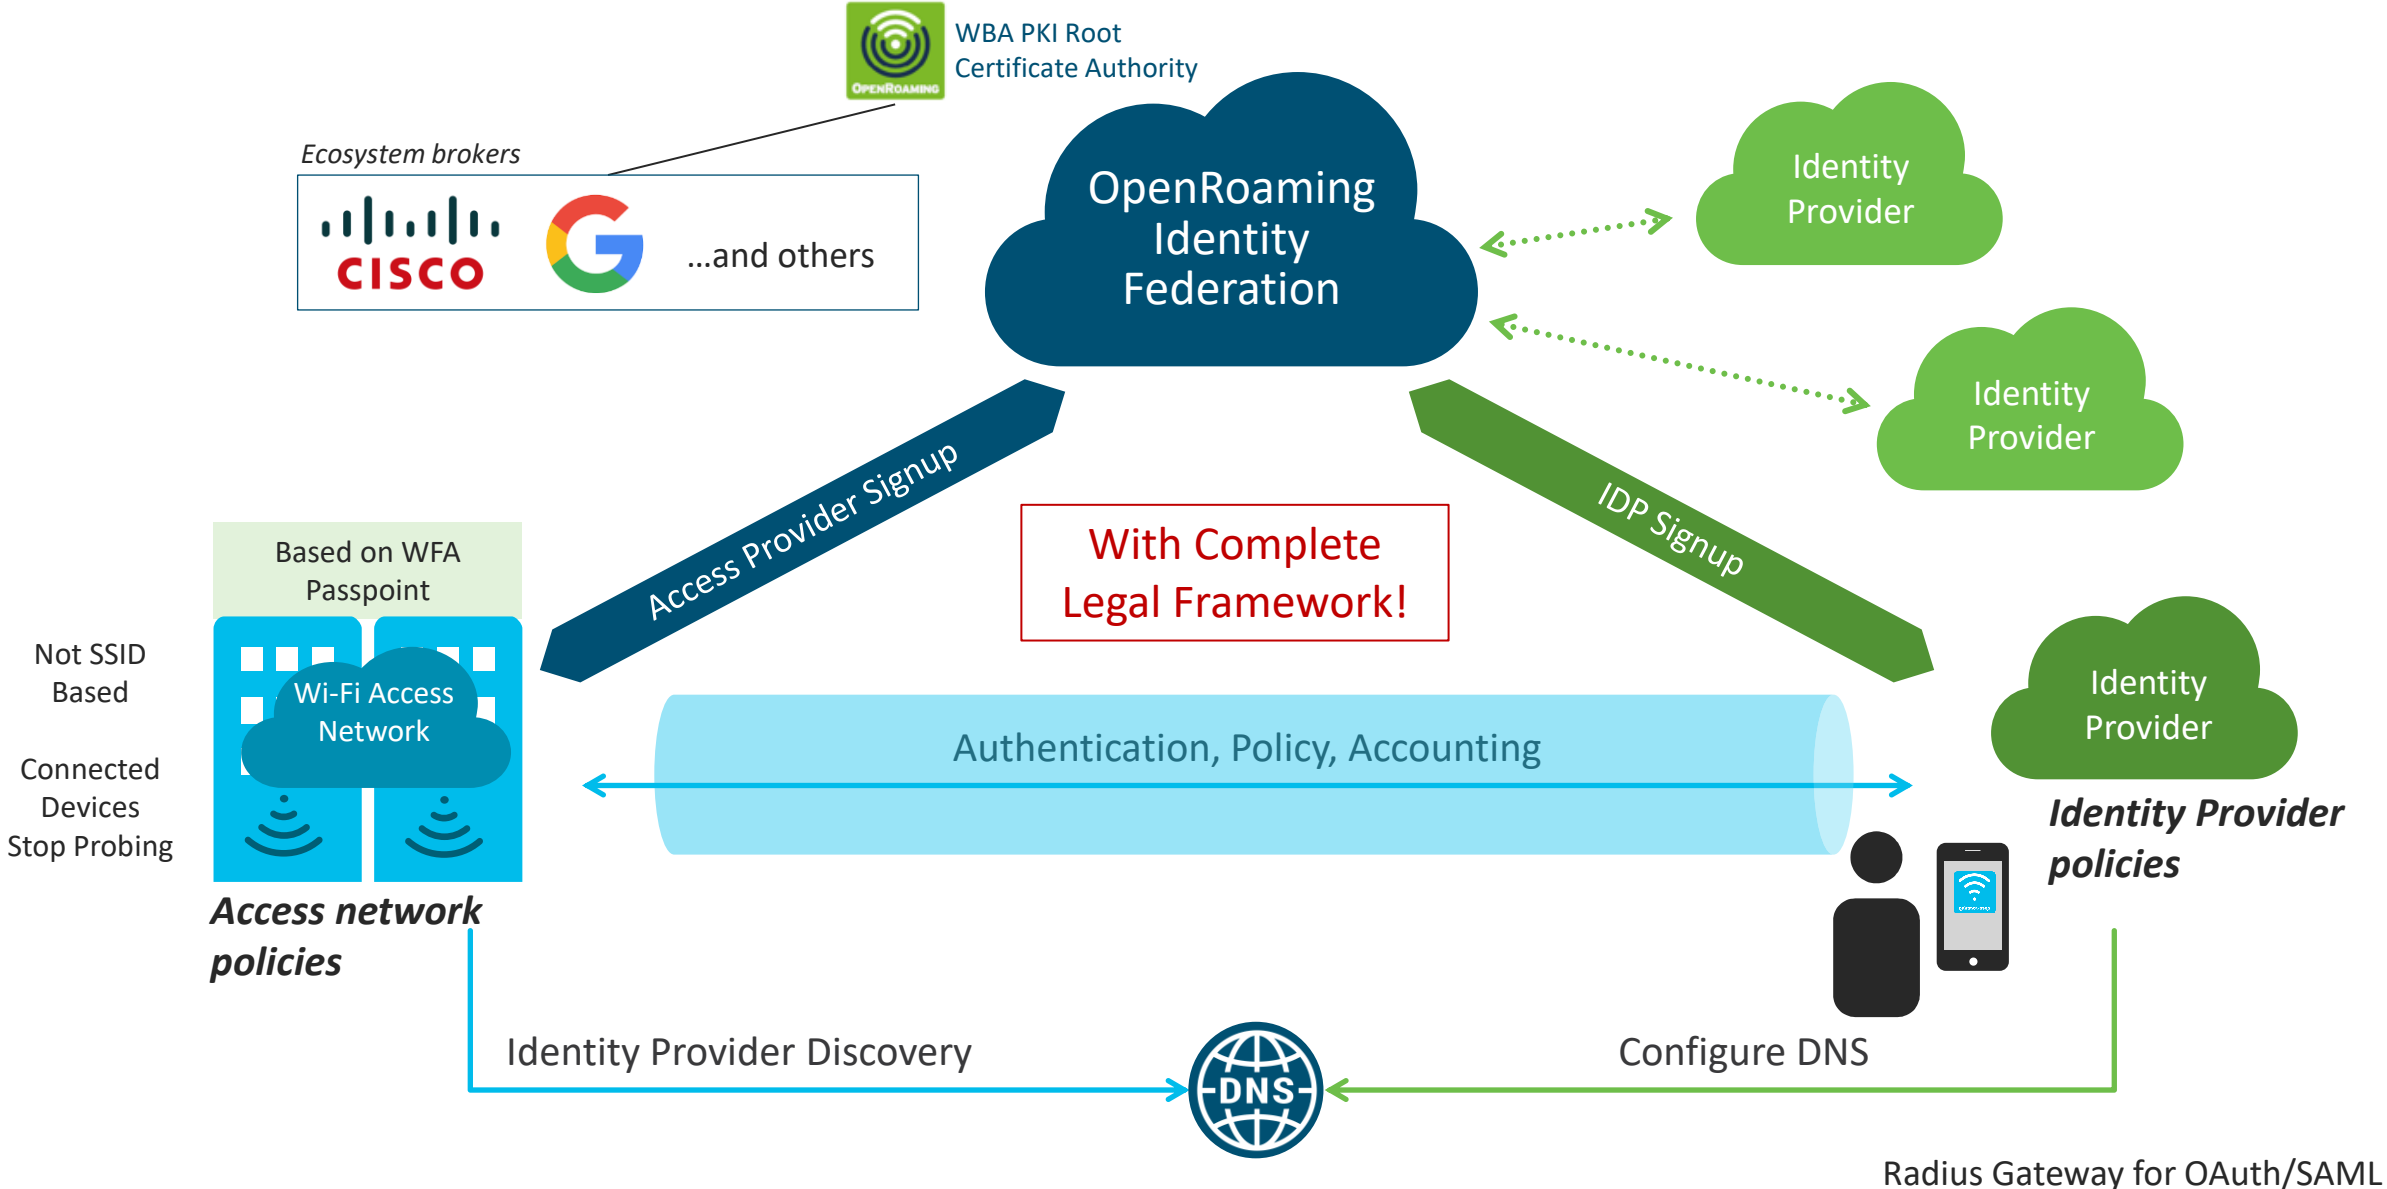 WBA PKI Root
Certificate Authority
OPENROAMING
Ecosystem brokers
CISCO
...and others
OpenRoaming
Identity
Federation
Identity
Provider
Identity
Provider
Access Provider Signup
IDP Signup
With Complete
Legal Framework!
Based on WFA
Passpoint
Not SSID
Based
Connected
Devices
Stop Probing
Wi-Fi Access
Network
Authentication, Policy, Accounting
Identity
Provider
Identity Provider
policies
Access network
policies
Identity Provider Discovery
DNS
Configure DNS
Radius Gateway for OAuth/SAML